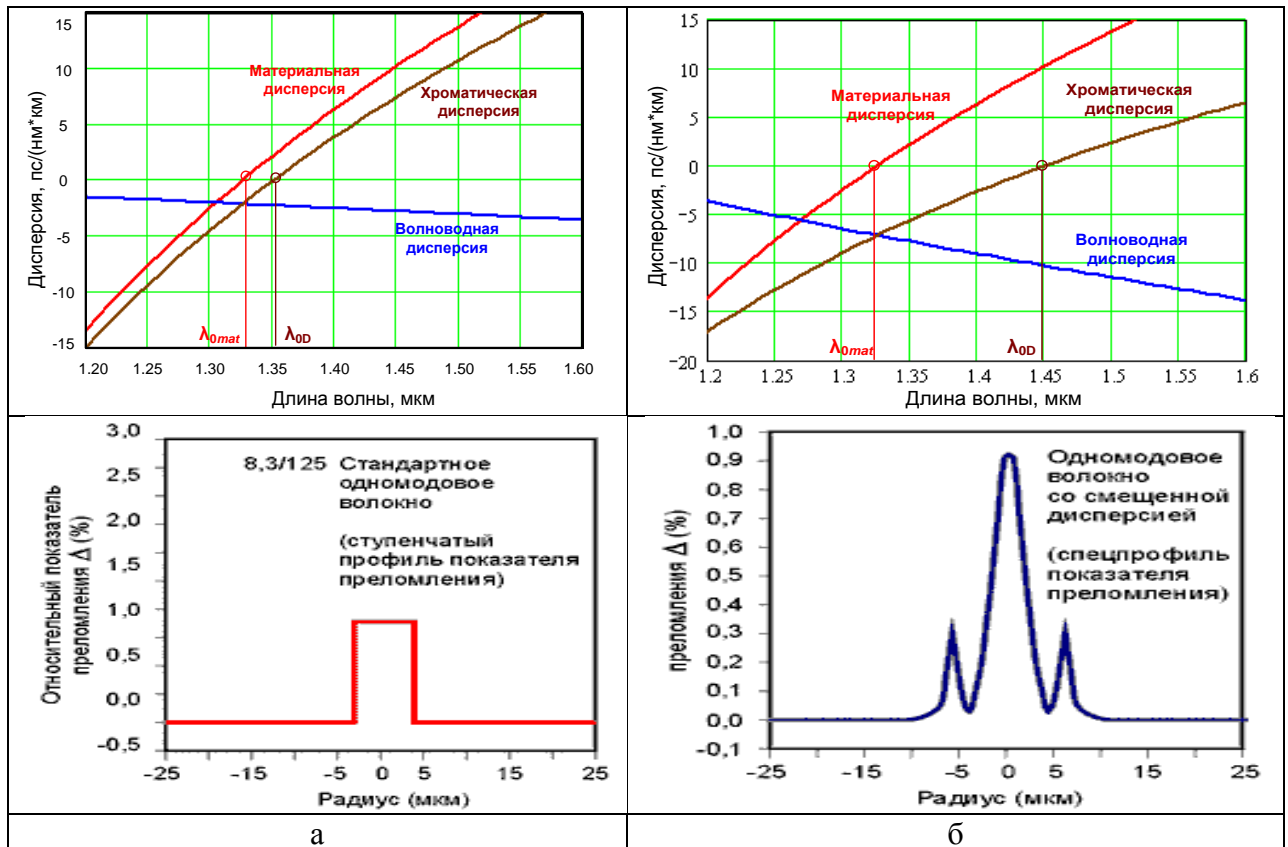 15
10
5
0
-5
-10
-15
Дисперсия, пс/(нм*км)
Материальная
дисперсия
Хроматическая
дисперсия
Волноводная
дисперсия
λ0mat
λ0D
1.20 1.25 1.30 1.35 1.40 1.45 1.50 1.55 1.60
Длина волны, мкм
15
10
5
0
−5
−10
−15
−20
Дисперсия, пс/(нм*км)
Материальная
дисперсия
Хроматическая
дисперсия
Волноводная
дисперсия
λ0mat
λ0D
1.2 1.25 1.3 1.35 1.4 1.45 1.5 1.55 1.6
Длина волны, мкм
3,0
2,5
2,0
1,5
1,0
0,5
0,0
-0,5
Относительный показатель
преломления Δ (%)
8,3/125 Стандартное
одномодовое
волокно
(ступенчатый
профиль показателя
преломления)
-25 -15 -5 0 5 15 25
Радиус (мкм)
1,0
0,9
0,8
0,7
0,6
0,5
0,4
0,3
0,2
0,1
0,0
-0,1
преломления Δ (%)
Одномодовое
волокно
со смещенной
дисперсией
(спецпрофиль
показателя
преломления)
-25 -15 -5 0 5 15 25
Радиус (мкм)
а
б